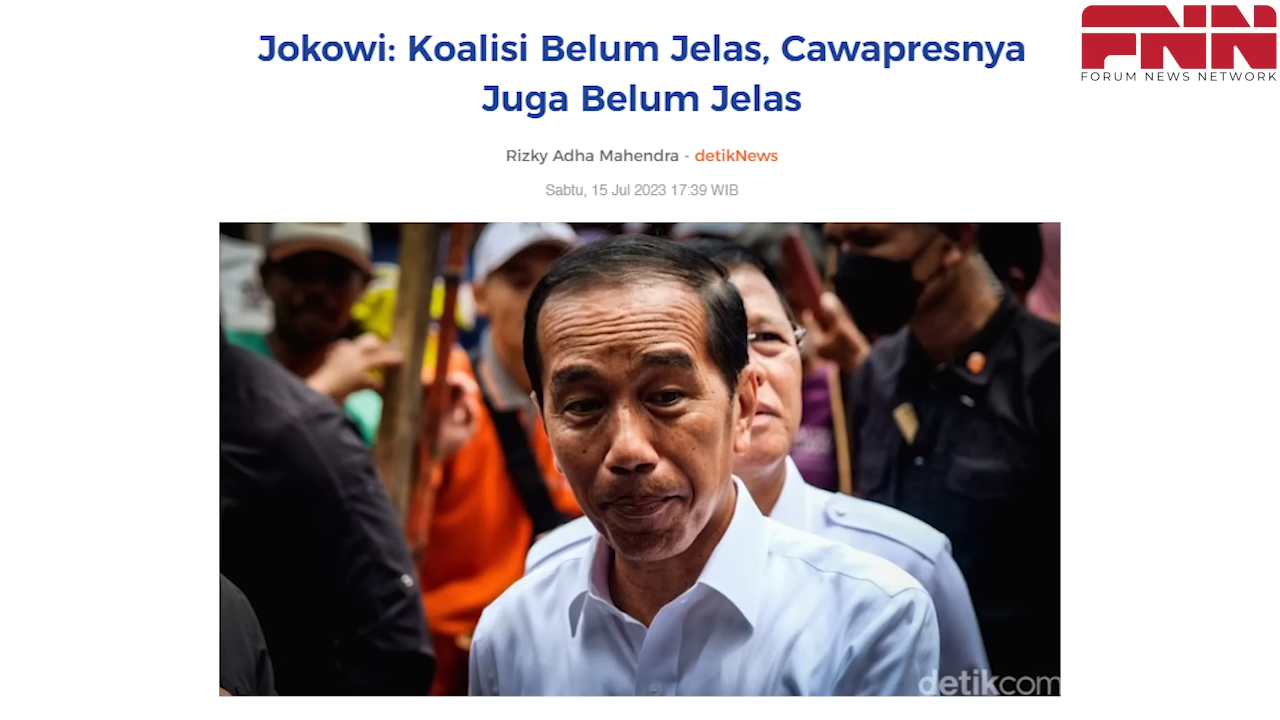 Jokowi: Koalisi Belum Jelas, Cawapresnya
Juga Belum Jelas
FNN
FORUM NEWS NETWORK
Rizky Adha Mahendra - detikNews
Sabtu, 15 Jul 2023 17:39 WIB
detikcom